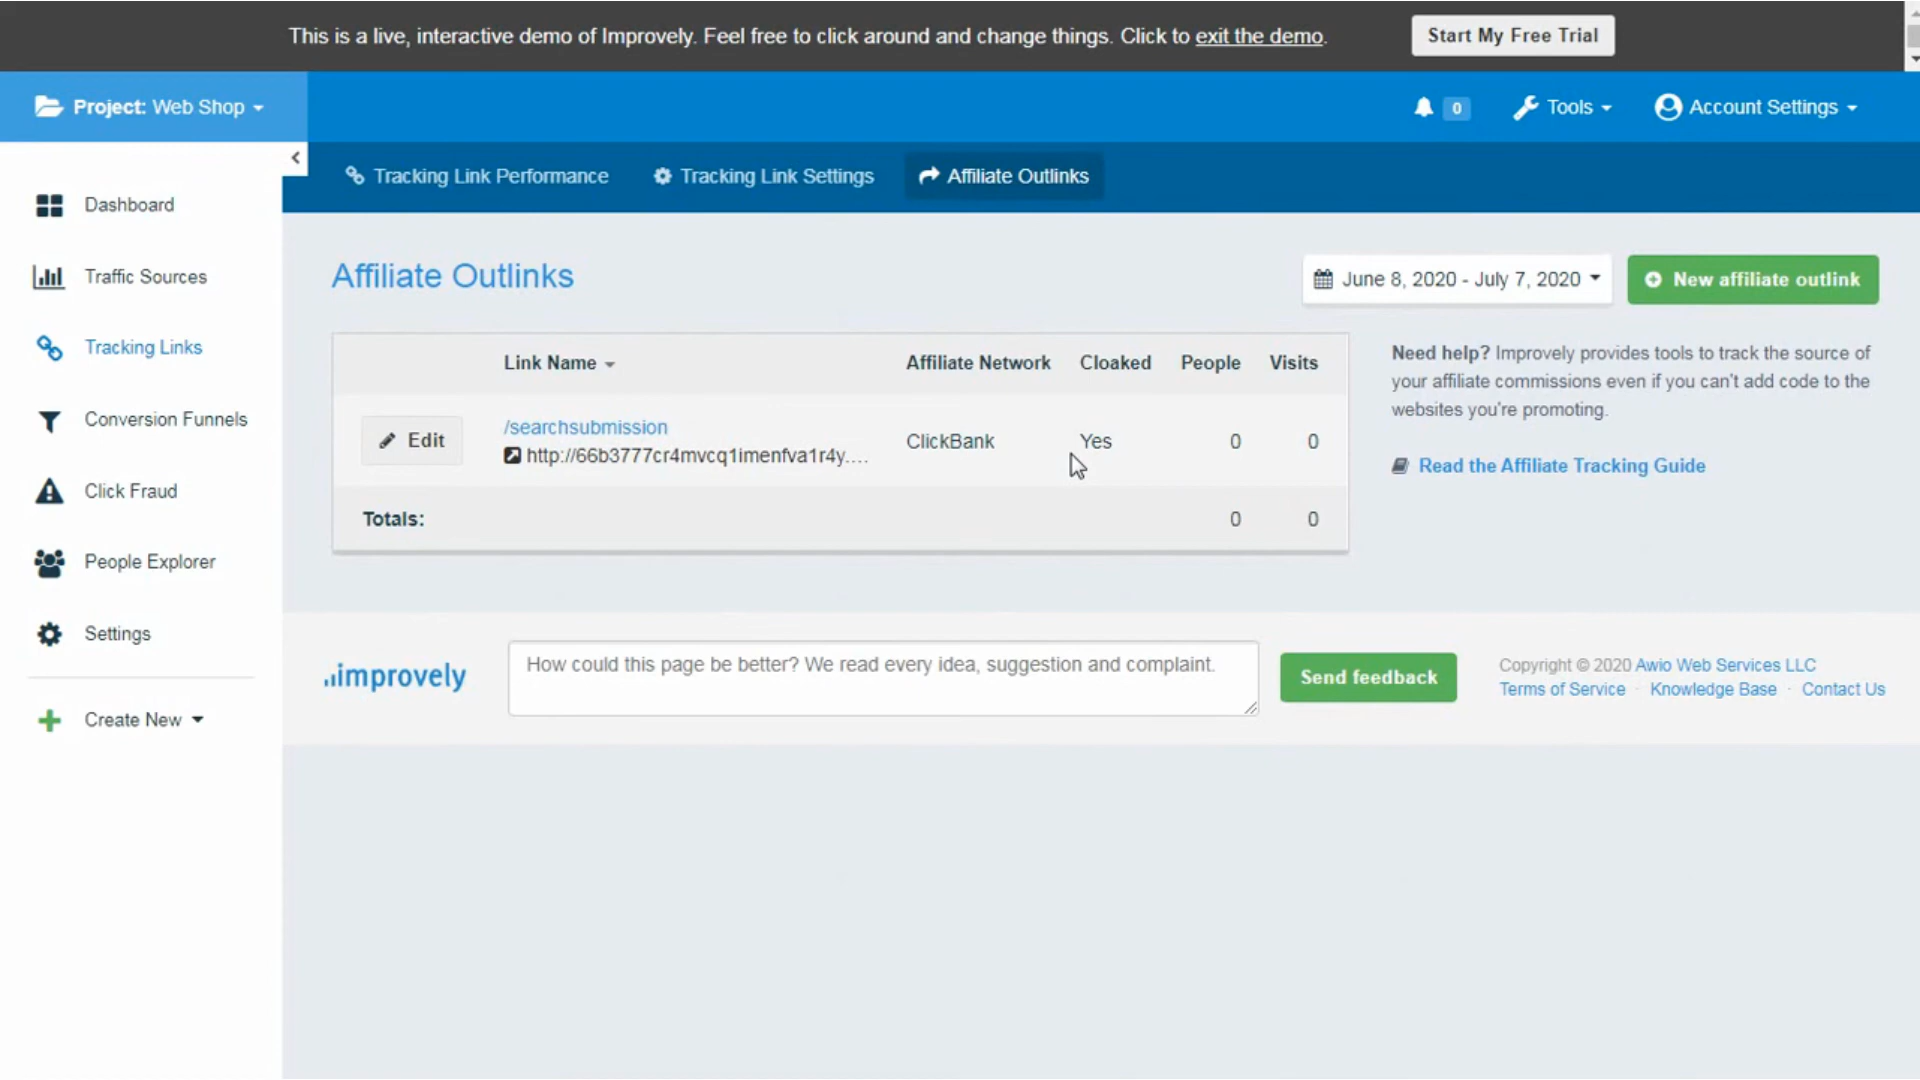 This is a live, interactive demo of Improvely. Feel free to click around and change things. Click to exit the demo.
Start My Free Trial
Project: Web Shop
0
Tools
Account Settings
Tracking Link Performance
Tracking Link Settings
Affiliate Outlinks
Dashboard
Traffic Sources
Tracking Links
Conversion Funnels
Click Fraud
People Explorer
Settings
Create New
Affiliate Outlinks
June 8, 2020 - July 7, 2020
New affiliate outlink
Link Name
Affiliate Network
Cloaked
People
Visits
Edit
/searchsubmission
http://66b3777cr4mvcq1imenfva1r4y....
ClickBank
Yes
0
0
Totals:
0
0
Need help? Improvely provides tools to track the source of
your affiliate commissions even if you can't add code to the
websites you're promoting.
Read the Affiliate Tracking Guide
improvely
How could this page be better? We read every idea, suggestion and complaint.
Send feedback
Copyright © 2020 Awio Web Services LLC
Terms of Service · Knowledge Base · Contact Us